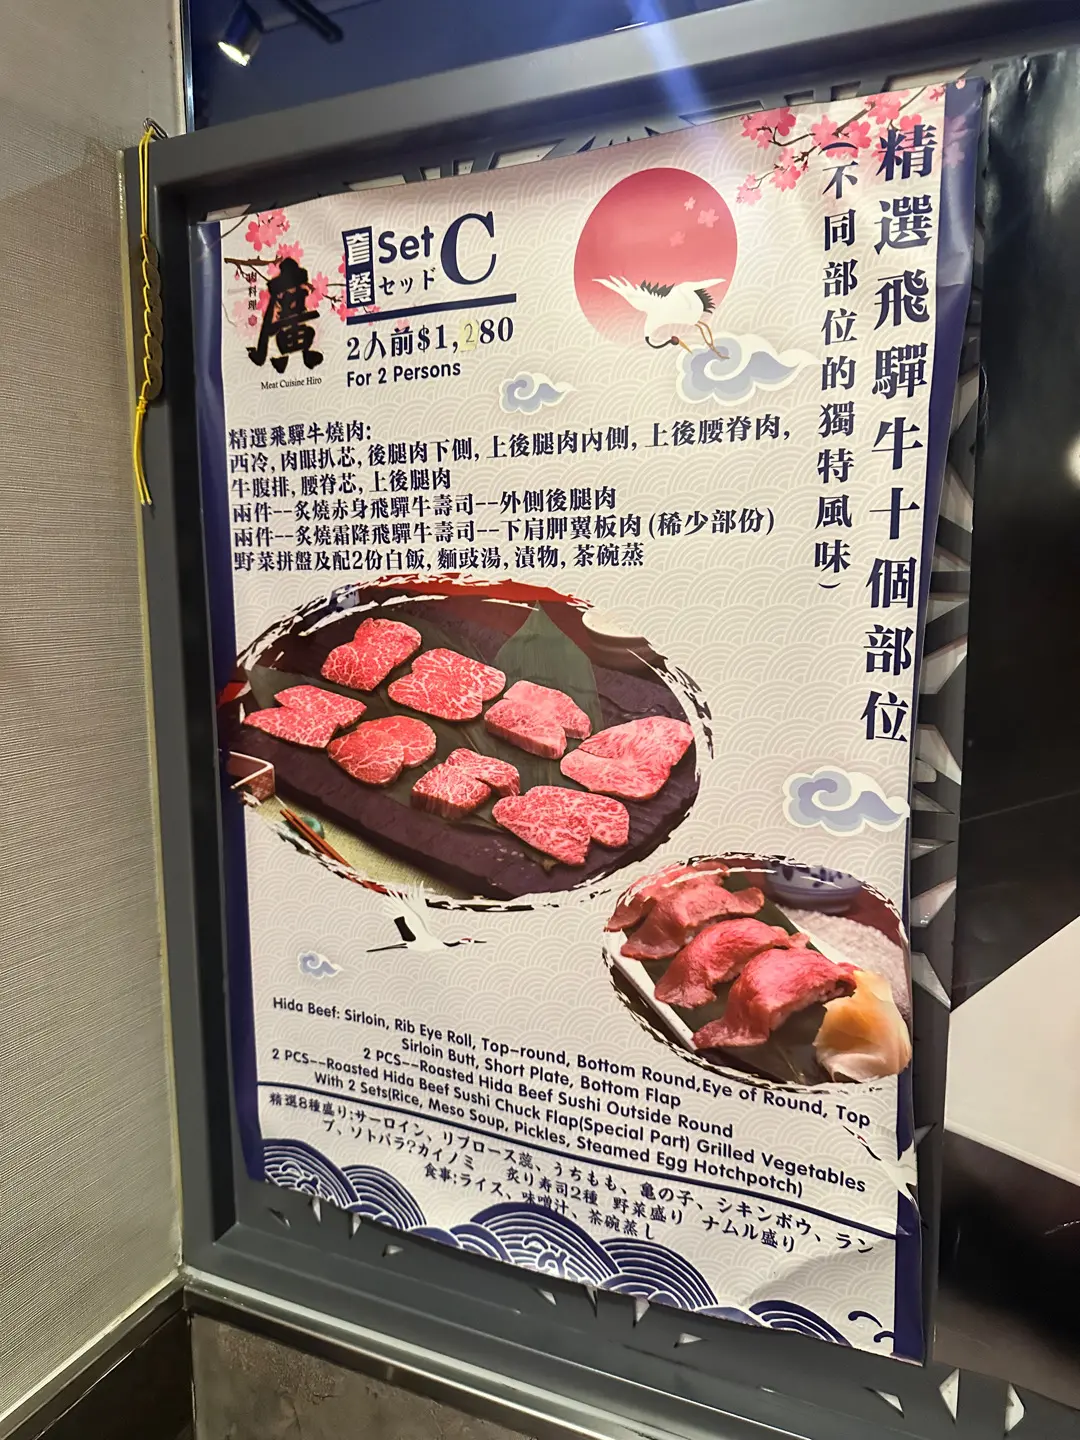 精選飛驒牛十個部位
(不同部位的獨特風味)
肉料理
廣
Meat Cuisine Hiro
套餐
Set C
セッド
2人前$1,280
For 2 Persons
精選飛驒牛燒肉:
西冷, 肉眼扒芯, 後腿肉下側, 上後腿肉內側, 上後腰脊肉,
牛腹排, 腰脊芯, 上後腿肉
兩件--炙燒赤身飛驒牛壽司--外側後腿肉
兩件--炙燒霜降飛驒牛壽司--下肩胛翼板肉 (稀少部份)
野菜拼盤及配2份白飯, 麵豉湯, 漬物, 茶碗蒸
Hida Beef: Sirloin, Rib Eye Roll, Top-round, Bottom Round,Eye of Round, Top
Sirloin Butt, Short Plate, Bottom Flap
2 PCS--Roasted Hida Beef Sushi Outside Round
2 PCS--Roasted Hida Beef Sushi Chuck Flap(Special Part) Grilled Vegetables
With 2 Sets(Rice, Meso Soup, Pickles, Steamed Egg Hotchpotch)
精選8種盛り:サーロイン、リブロース蕊、うちもも、亀の子、シキンボウ、ラン
プ、ソトバラ?カイノミ 炙り寿司2種 野菜盛り ナムル盛り
食事:ライス、味噌汁、茶碗蒸し